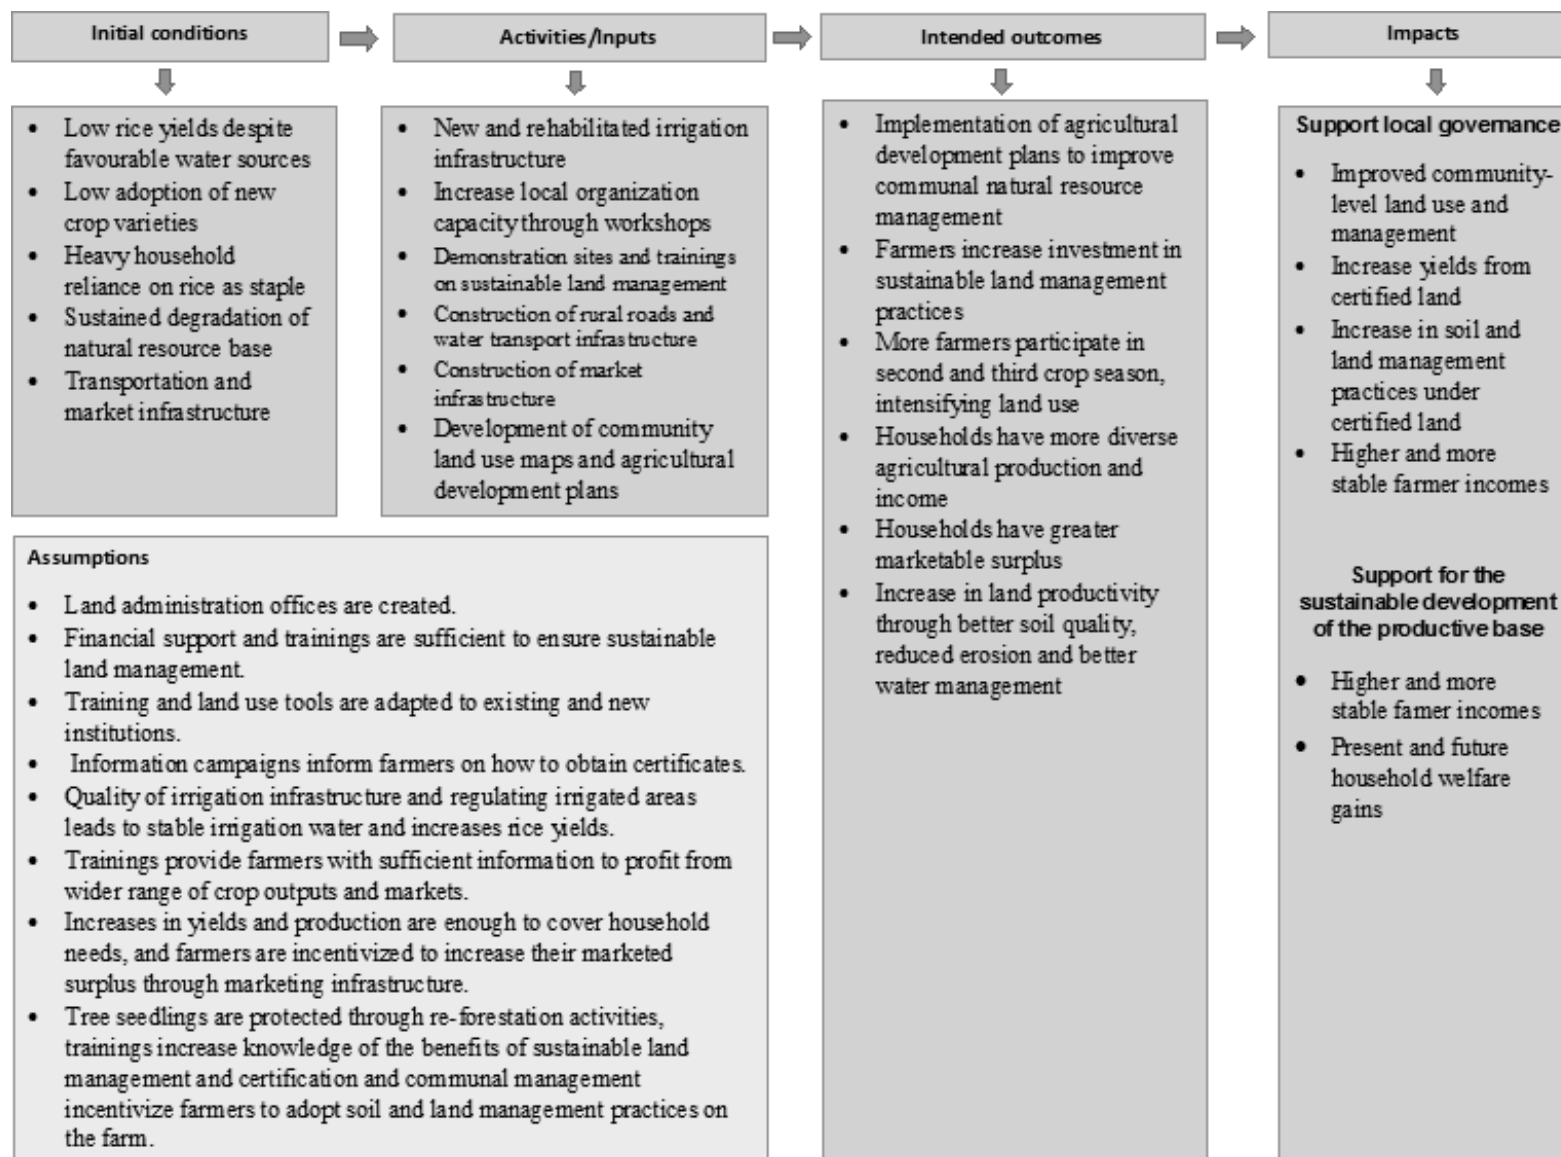 Initial conditions
Activities/Inputs
Intended outcomes
Impacts
• Low rice yields despite
favourable water sources
• Low adoption of new
crop varieties
• Heavy household
reliance on rice as staple
• Sustained degradation of
natural resource base
• Transportation and
market infrastructure
• New and rehabilitated irrigation
infrastructure
• Increase local organization
capacity through workshops
• Demonstration sites and trainings
on sustainable land management
• Construction of rural roads and
water transport infrastructure
• Construction of market
infrastructure
• Development of community
land use maps and agricultural
development plans
• Implementation of agricultural
development plans to improve
communal natural resource
management
• Farmers increase investment in
sustainable land management
practices
• More farmers participate in
second and third crop season,
intensifying land use
• Households have more diverse
agricultural production and
income
• Households have greater
marketable surplus
• Increase in land productivity
through better soil quality,
reduced erosion and better
water management
Support local governance
• Improved community-
level land use and
management
• Increase yields from
certified land
• Increase in soil and
land management
practices under
certified land
• Higher and more
stable farmer incomes
Support for the
sustainable development
of the productive base
• Higher and more
stable famer incomes
• Present and future
household welfare
gains
Assumptions
• Land administration offices are created.
• Financial support and trainings are sufficient to ensure sustainable
land management.
• Training and land use tools are adapted to existing and new
institutions.
• Information campaigns inform farmers on how to obtain certificates.
• Quality of irrigation infrastructure and regulating irrigated areas
leads to stable irrigation water and increases rice yields.
• Trainings provide farmers with sufficient information to profit from
wider range of crop outputs and markets.
• Increases in yields and production are enough to cover household
needs, and farmers are incentivized to increase their marketed
surplus through marketing infrastructure.
• Tree seedlings are protected through re-forestation activities,
trainings increase knowledge of the benefits of sustainable land
management and certification and communal management
incentivize farmers to adopt soil and land management practices on
the farm.